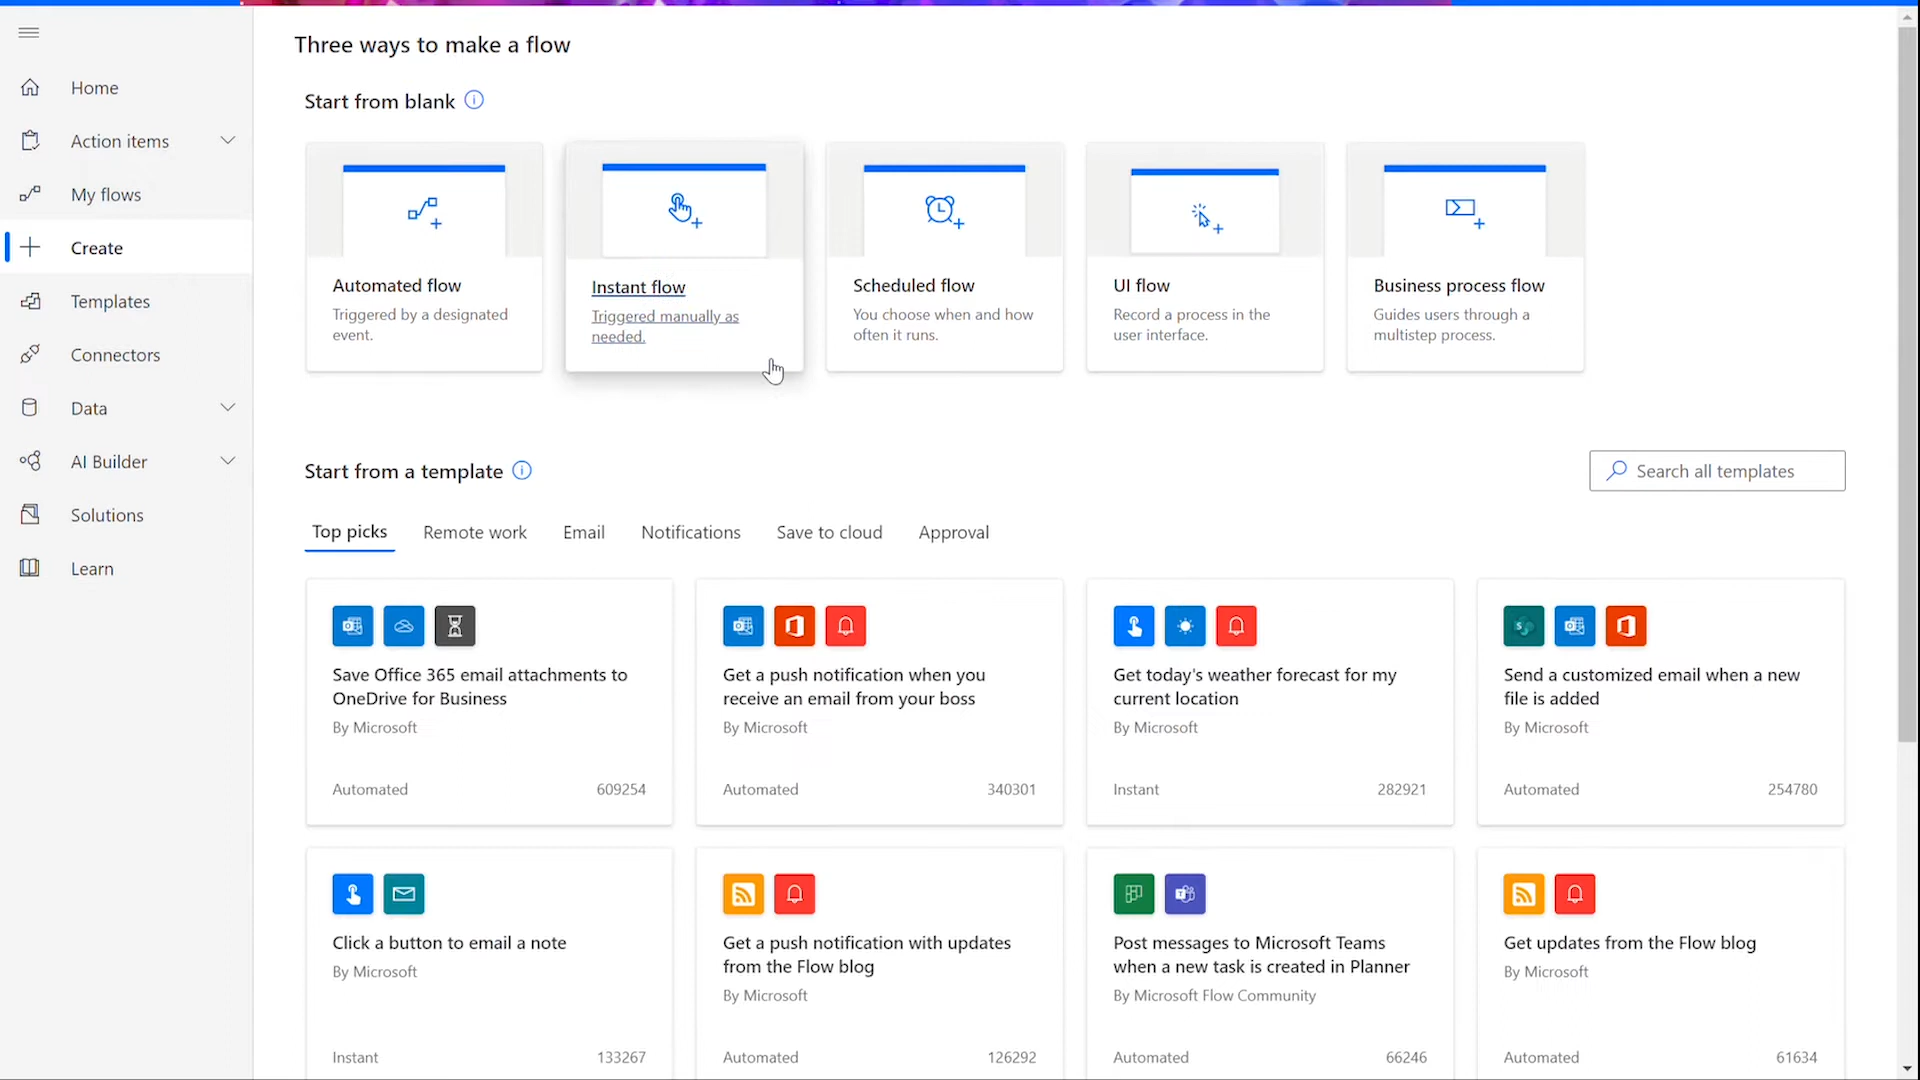 Three ways to make a flow
Home
Action items
My flows
Create
Templates
Connectors
Data
AI Builder
Solutions
Learn
Start from blank
Automated flow
Triggered by a designated
event.
Instant flow
Triggered manually as
needed.
Scheduled flow
You choose when and how
often it runs.
UI flow
Record a process in the
user interface.
Business process flow
Guides users through a
multistep process.
Start from a template
Search all templates
Top picks Remote work Email Notifications Save to cloud Approval
Save Office 365 email attachments to
OneDrive for Business
By Microsoft
Automated 609254
Get a push notification when you
receive an email from your boss
By Microsoft
Automated 340301
Get today's weather forecast for my
current location
By Microsoft
Instant 282921
Send a customized email when a new
file is added
By Microsoft
Automated 254780
Click a button to email a note
By Microsoft
Instant 133267
Get a push notification with updates
from the Flow blog
By Microsoft
Automated 126292
Post messages to Microsoft Teams
when a new task is created in Planner
By Microsoft Flow Community
Automated 66246
Get updates from the Flow blog
By Microsoft
Automated 61634